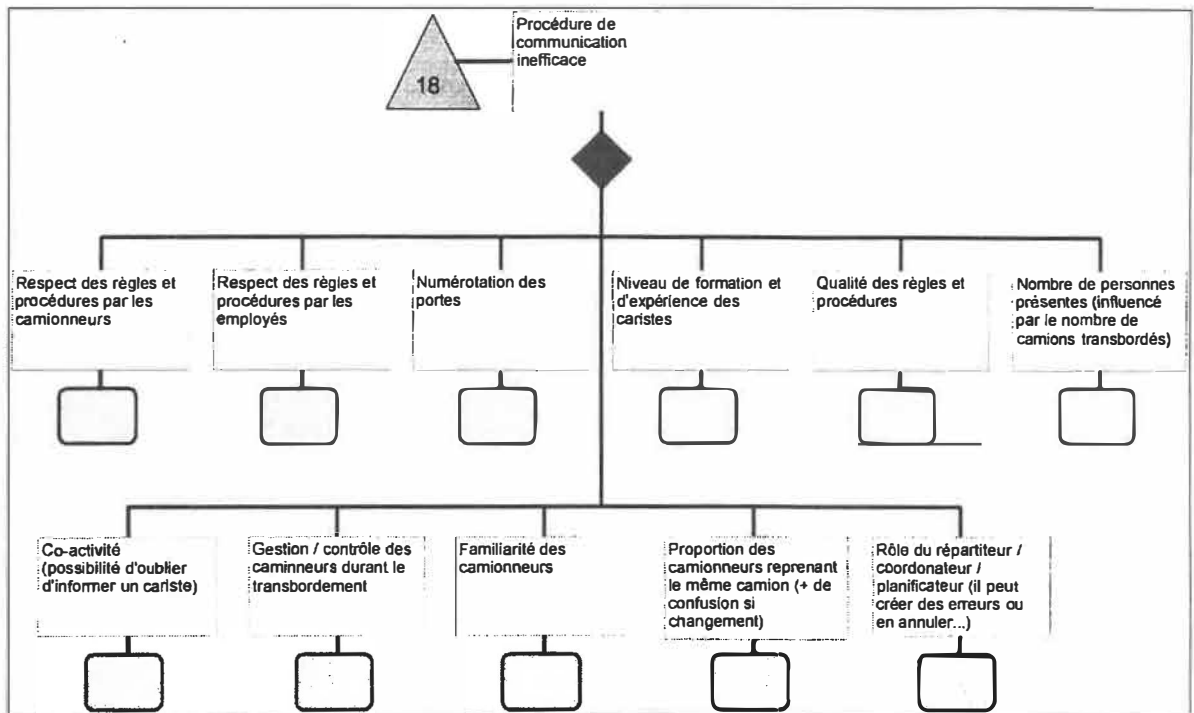 Procédure de
communication
inefficace
18
Respect des règles et
procédures par les
camionneurs
Respect des règles et
procédures par les
employés
Numérotation des
portes
Niveau de formation et
d'expérience des
caristes
Qualité des règles et
procédures
Nombre de personnes
présentes (influencé
par le nombre de
camions transbordés)
Co-activité
(possibilité d'oublier
d'informer un cariste)
Gestion / contrôle des
caminneurs durant le
transbordement
Familiarité des
camionneurs
Proportion des
camionneurs reprenant
le même camion (+ de
confusion si
changement)
Rôle du répartiteur /
coordonateur /
planificateur (il peut
créer des erreurs ou
en annuler...)